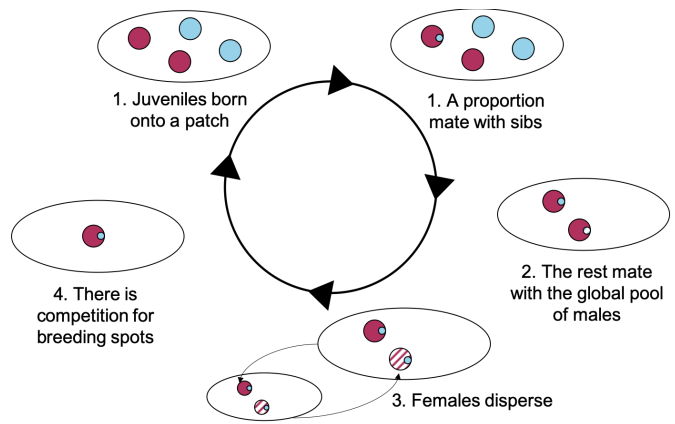 1. Juveniles born
onto a patch
1. A proportion
mate with sibs
2. The rest mate
with the global pool
of males
3. Females disperse
4. There is
competition for
breeding spots